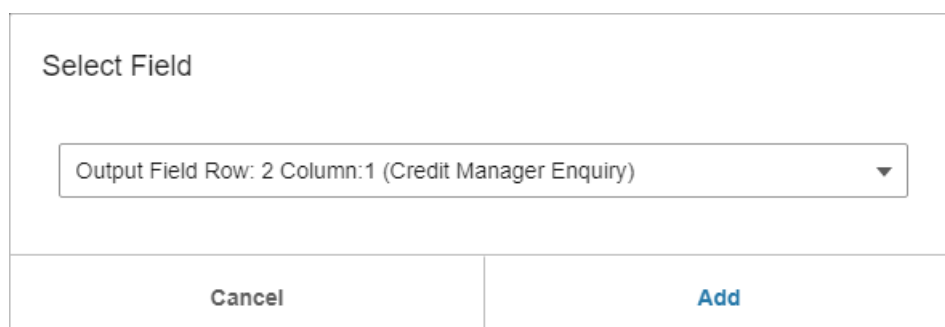 Select Field
Output Field Row: 2 Column:1 (Credit Manager Enquiry)
Cancel
Add